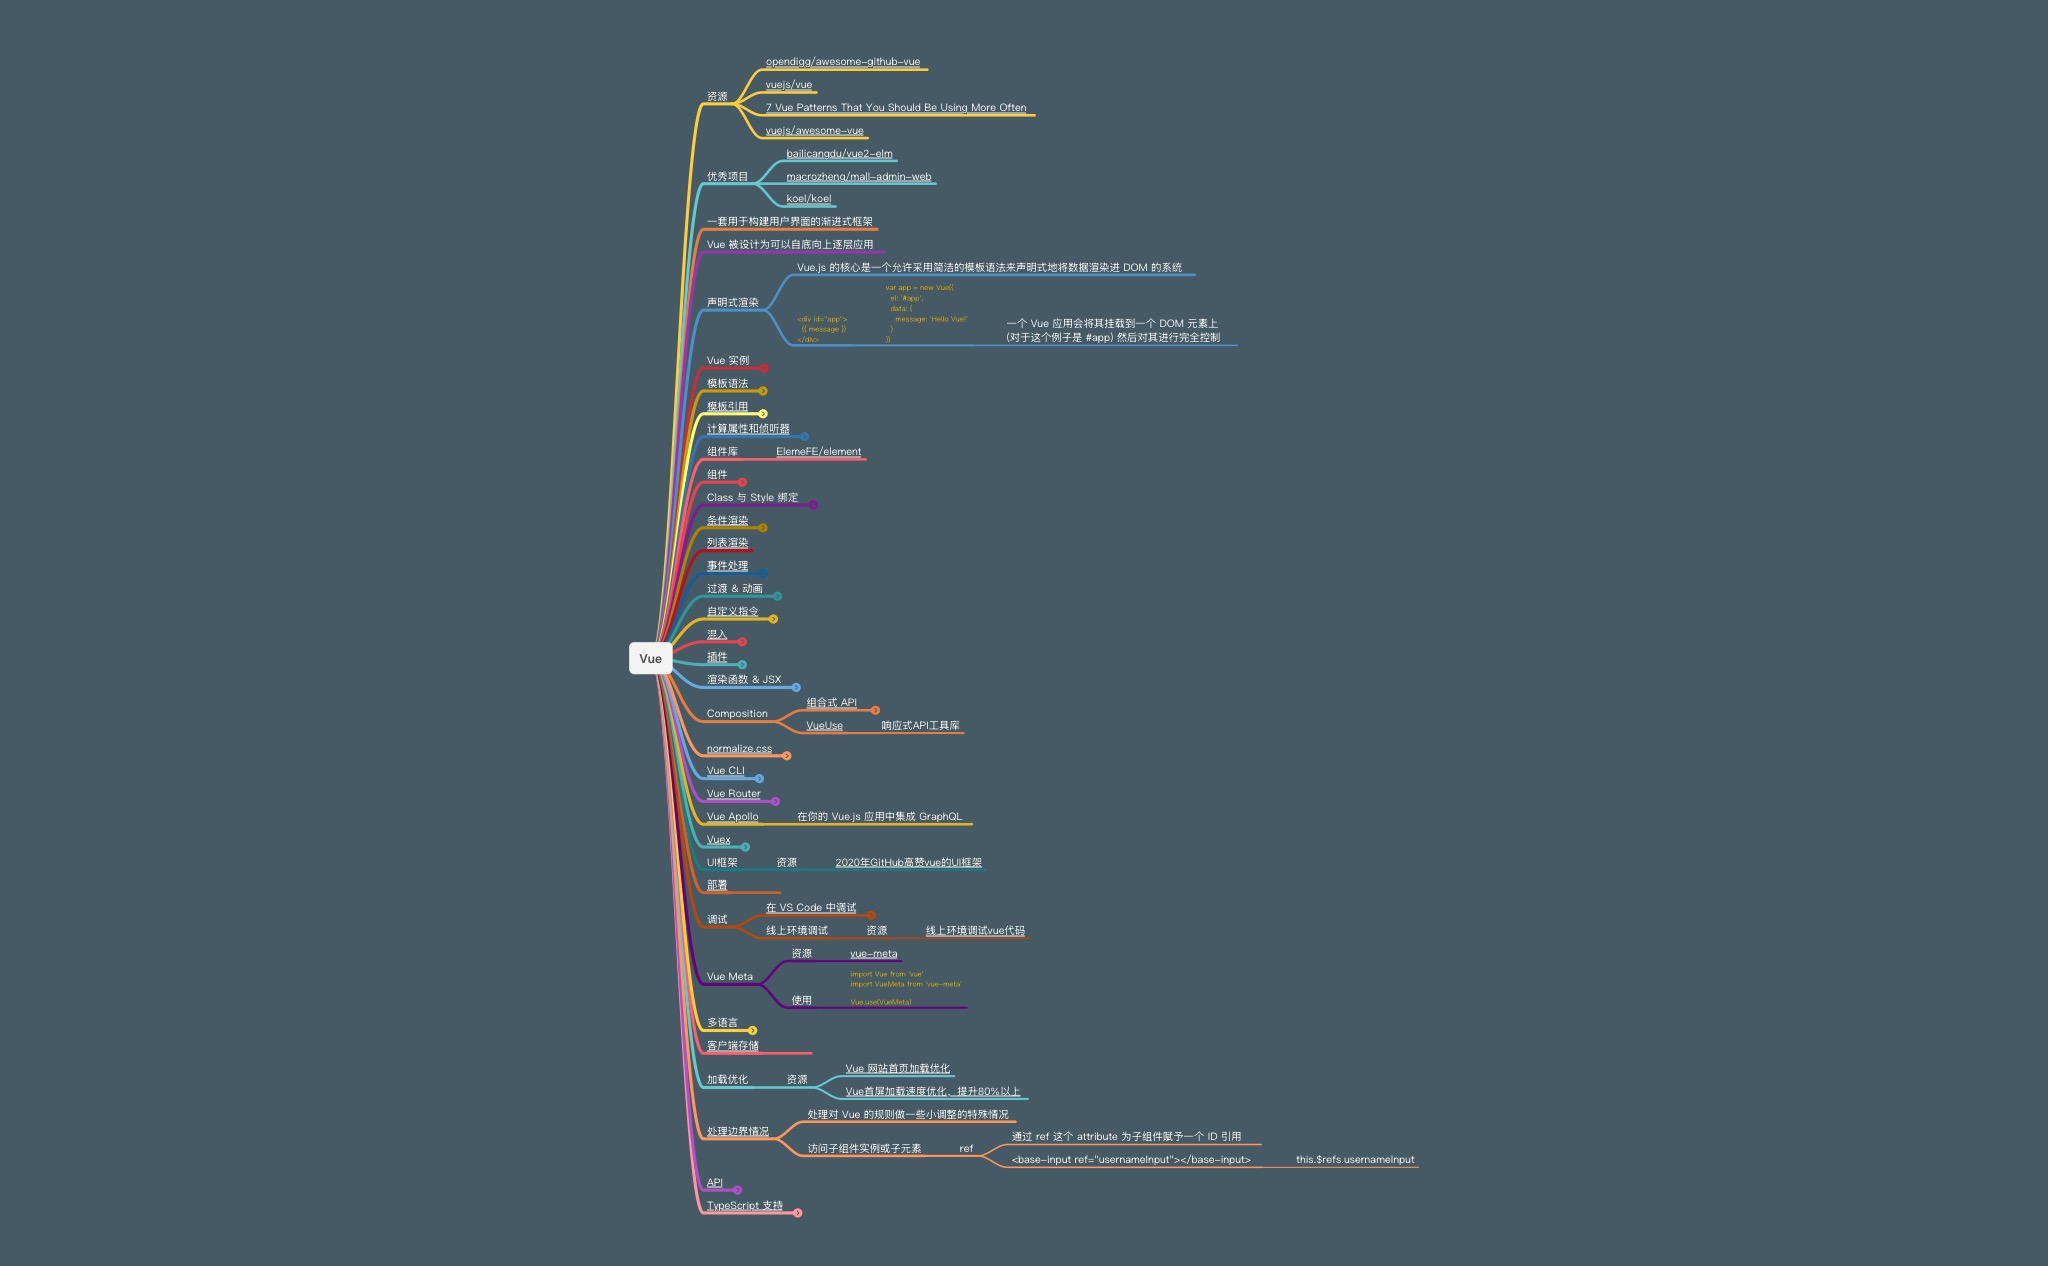 opendigg/awesome-github-vue
vuejs/vue
资源
7 Vue Patterns That You Should Be Using More Often
vuejs/awesome-vue
bailicangdu/vue2-elm
优秀项目
macrozheng/mall-admin-web
koel/koel
一套用于构建用户界面的渐进式框架
Vue 被设计为可以自底向上逐层应用
Vue.js 的核心是一个允许采用简洁的模板语法来声明式地将数据渲染进 DOM 的系统
声明式渲染
<div id="app">
{{ message }}
</div>
var app = new Vue({
el: '#app',
data: {
message: 'Hello Vue!'
}
})
一个 Vue 应用会将其挂载到一个 DOM 元素上
(对于这个例子是 #app) 然后对其进行完全控制
Vue 实例
模板语法
模板引用
计算属性和侦听器
组件库 ElemeFE/element
组件
Class 与 Style 绑定
条件渲染
列表渲染
事件处理
过渡 & 动画
自定义指令
混入
Vue
插件
渲染函数 & JSX
组合式 API
Composition
VueUse 响应式API工具库
normalize.css
Vue CLI
Vue Router
Vue Apollo 在你的 Vue.js 应用中集成 GraphQL
Vuex
UI框架 资源 2020年GitHub高赞vue的UI框架
部署
在 VS Code 中调试
调试
线上环境调试 资源 线上环境调试vue代码
资源 vue-meta
Vue Meta
import Vue from 'vue'
import VueMeta from 'vue-meta'
使用 Vue.use(VueMeta)
多语言
客户端存储
Vue 网站首页加载优化
加载优化 资源
Vue首屏加载速度优化，提升80%以上
处理对 Vue 的规则做一些小调整的特殊情况
处理边界情况
访问子组件实例或子元素 ref
通过 ref 这个 attribute 为子组件赋予一个 ID 引用
<base-input ref="usernameInput"></base-input> this.$refs.usernameInput
API
TypeScript 支持